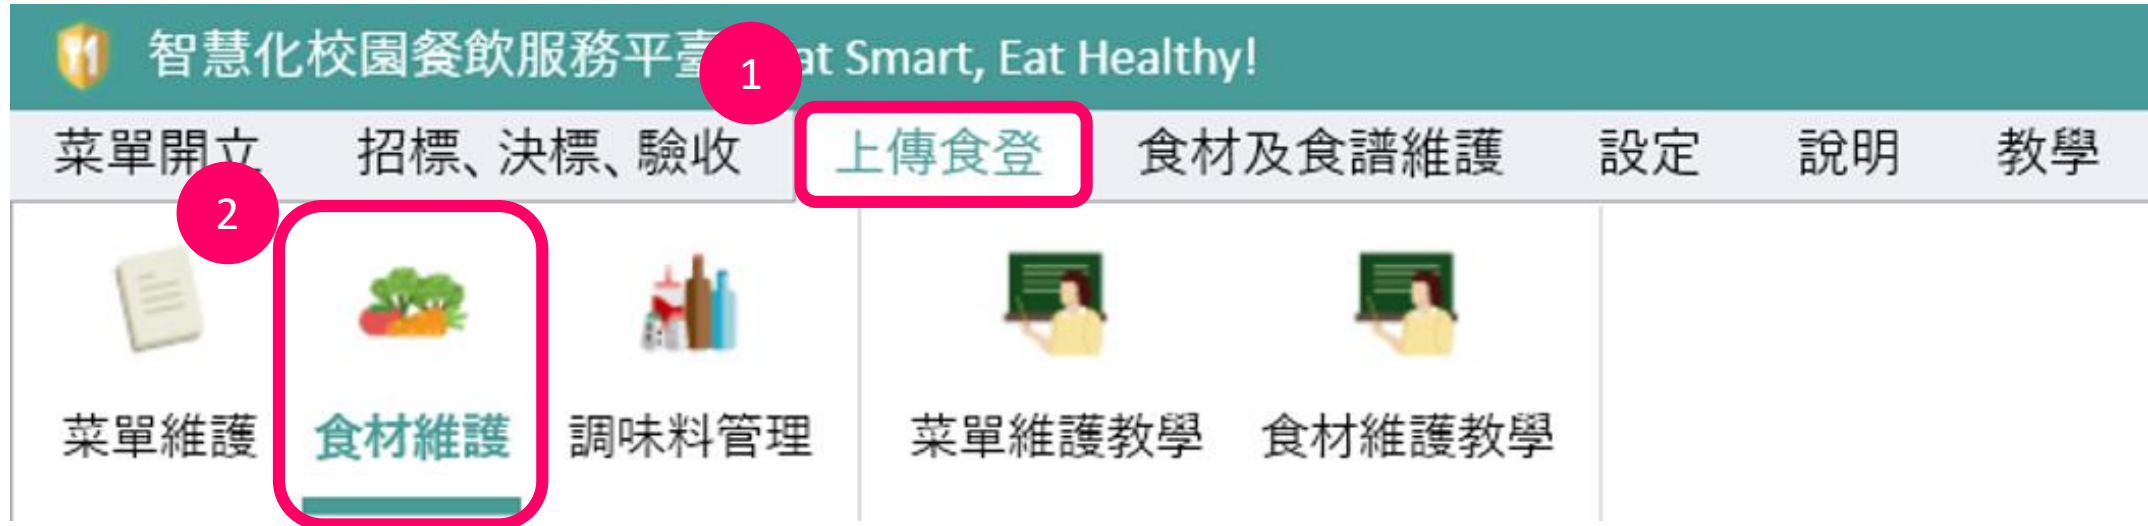 智慧化校園餐飲服務平臺 at Smart, Eat Healthy!
1
菜單開立 招標、決標、驗收 上傳食登 食材及食譜維護 設定 說明 教學
2
菜單維護 食材維護 調味料管理 菜單維護教學 食材維護教學